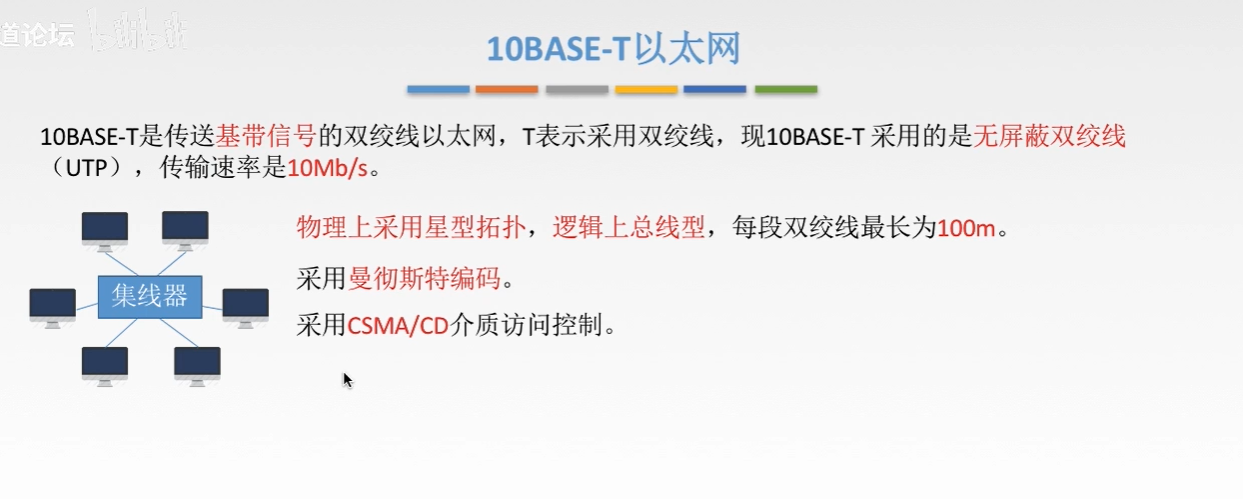 道论坛
10BASE-T以太网
10BASE-T是传送基带信号的双绞线以太网，T表示采用双绞线，现10BASE-T 采用的是无屏蔽双绞线
（UTP），传输速率是10Mb/s。
物理上采用星型拓扑，逻辑上总线型，每段双绞线最长为100m。
采用曼彻斯特编码。
集线器
采用CSMA/CD介质访问控制。